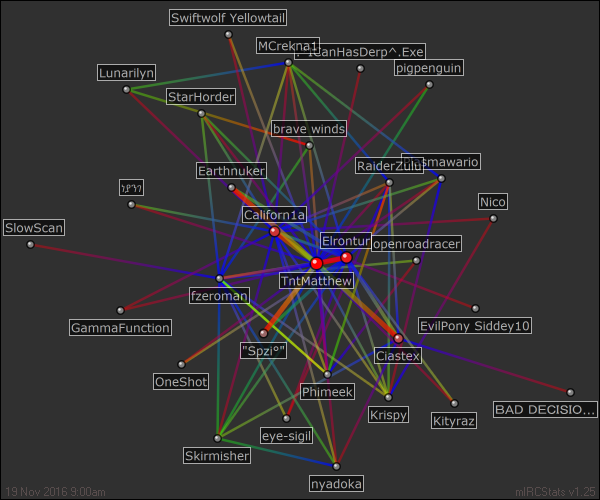 Swiftwolf Yellowtail
MCrekna1
ICanHasDerp^.Exe
pigpenguin
Lunarilyn
StarHorder
brave winds
Earthnuker
RaiderZulu
smawario
Nico
Californ1a
SlowScan
Elrontur
openroadracer
TntMatthew
fzeroman
GammaFunction
EvilPony Siddey10
"Spzi°"
Ciastex
OneShot
Phimeek
Krispy
Kityraz
BAD DECISIO...
eye-sigil
Skirmisher
nyadoka
19 Nov 2016 9:00am
mIRCStats v1.25